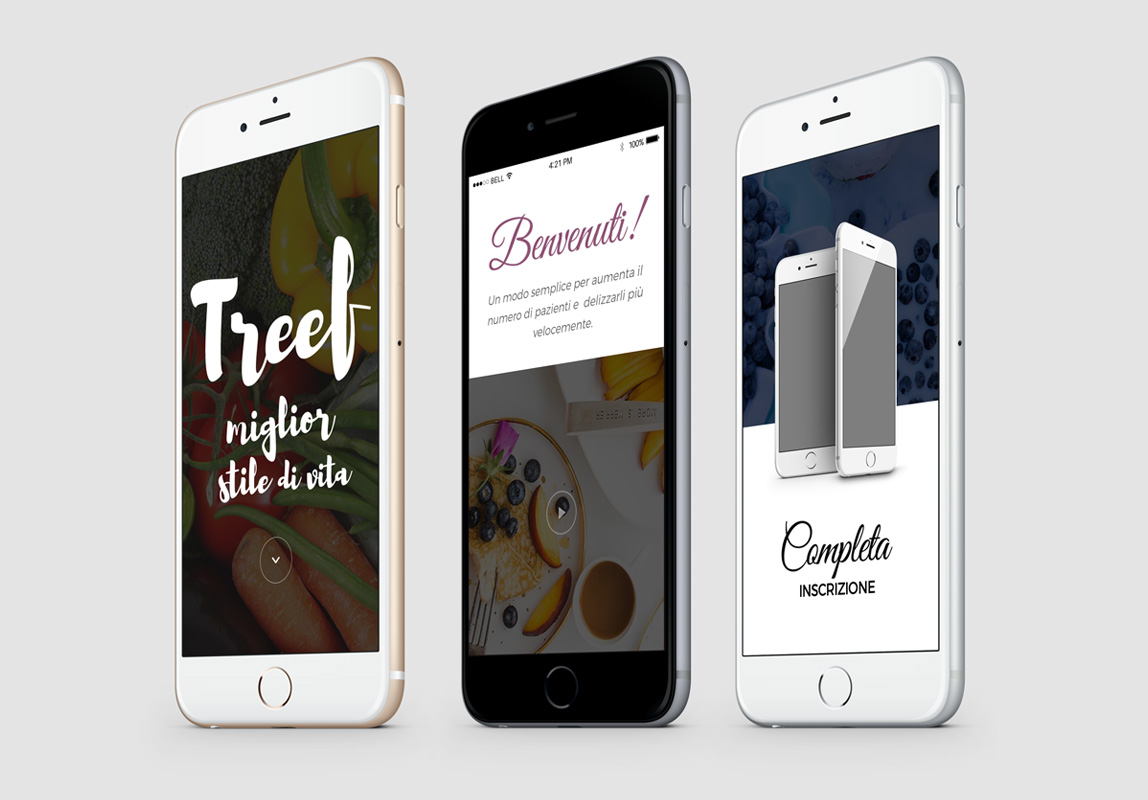 Treef
miglior
stile di vita
BELL
4:21 PM
100%
Benvenuti!
Un modo semplice per aumenta il
numero di pazienti e delizzarli più
velocemente.
Completa
INSCRIZIONE